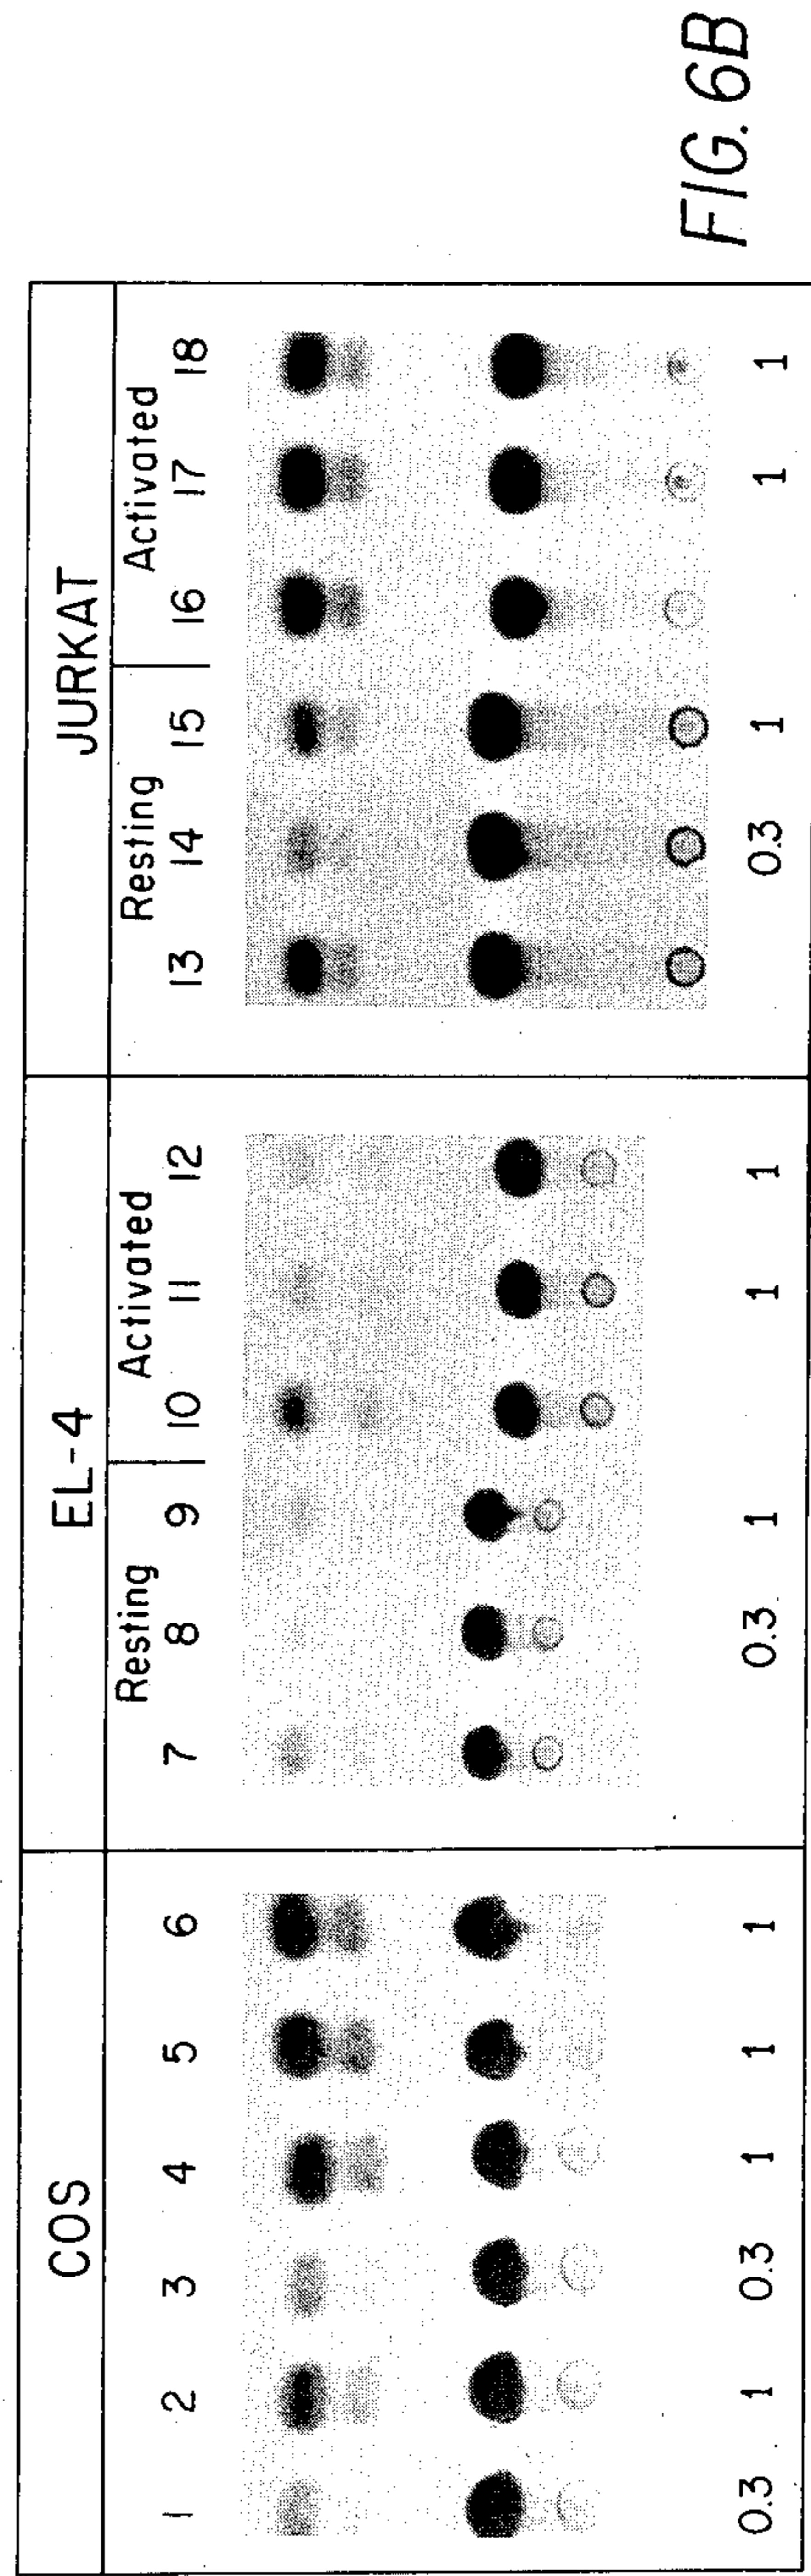 COS EL-4 JURKAT
Resting Activated Resting Activated
1 2 3 4 5 6 7 8 9 10 11 12 13 14 15 16 17 18
0.3 1 0.3 1 1 1 0.3 1 1 1 0.3 1 1 1
FIG. 6B